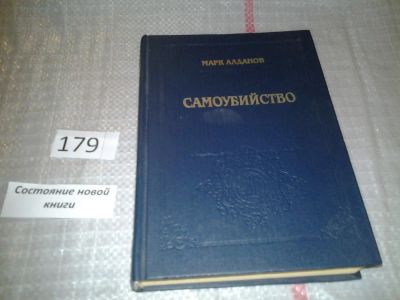 МАРК АЛДАНОВ
САМОУБИЙСТВО
179
Состояние новой
книги